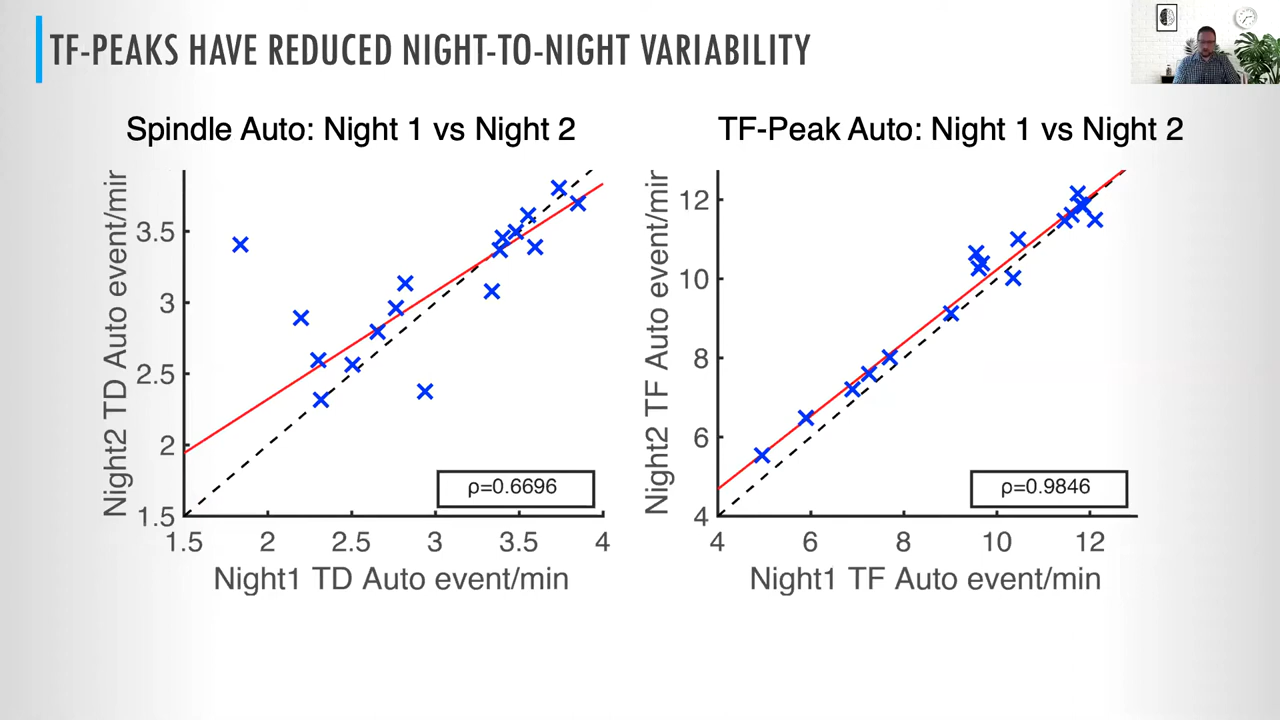 TF-PEAKS HAVE REDUCED NIGHT-TO-NIGHT VARIABILITY
Spindle Auto: Night 1 vs Night 2
Night2 TD Auto event/mir
3.5
3
2.5
2
1.5
1.5 2 2.5 3 3.5 4
ρ=0.6696
Night1 TD Auto event/min
TF-Peak Auto: Night 1 vs Night 2
Night2 TF Auto event/mir
12
10
8
6
4
4 6 8 10 12
ρ=0.9846
Night1 TF Auto event/min